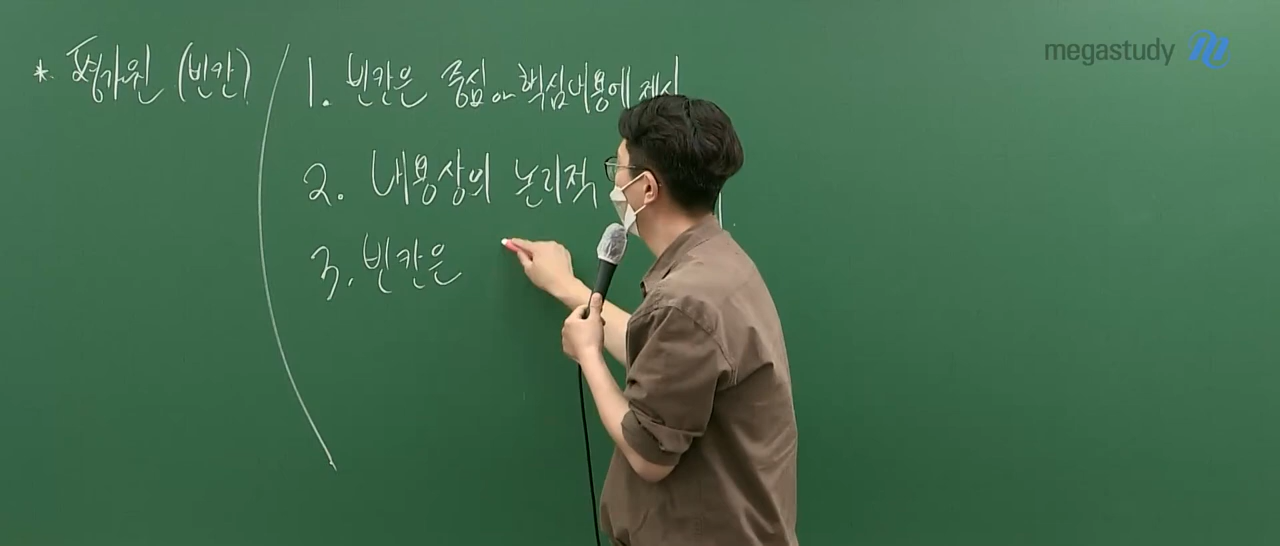 megastudy
* 평가원 (빈칸)
1. 빈칸은 중심 or 핵심내용에 제시
2. 내용상의 논리적
3. 빈칸은